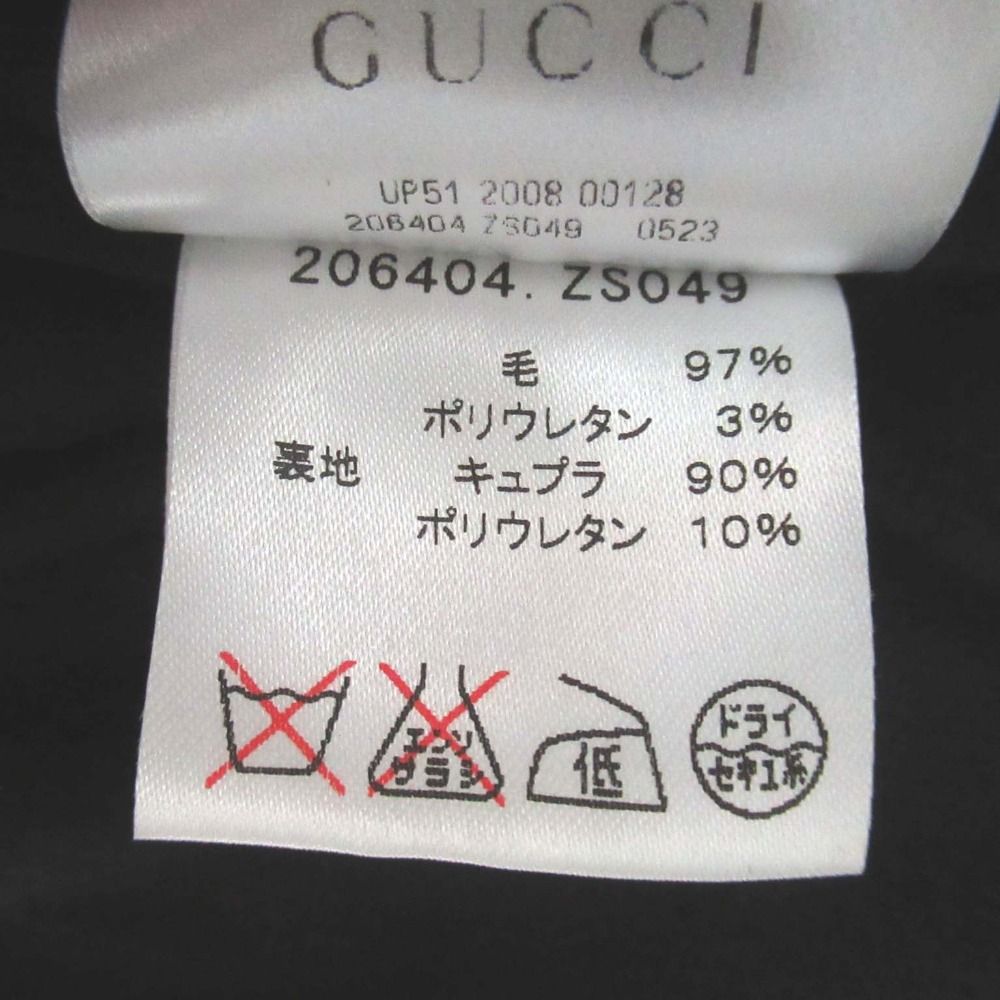 GUCCI
UP51 2008 00128
206404 ZS049 0523
206404. ZS049
毛 97%
ポリウレタン 3%
裏地 キュプラ 90%
ポリウレタン 10%
エンソ
サラシ
低
ドライ
セキユ系